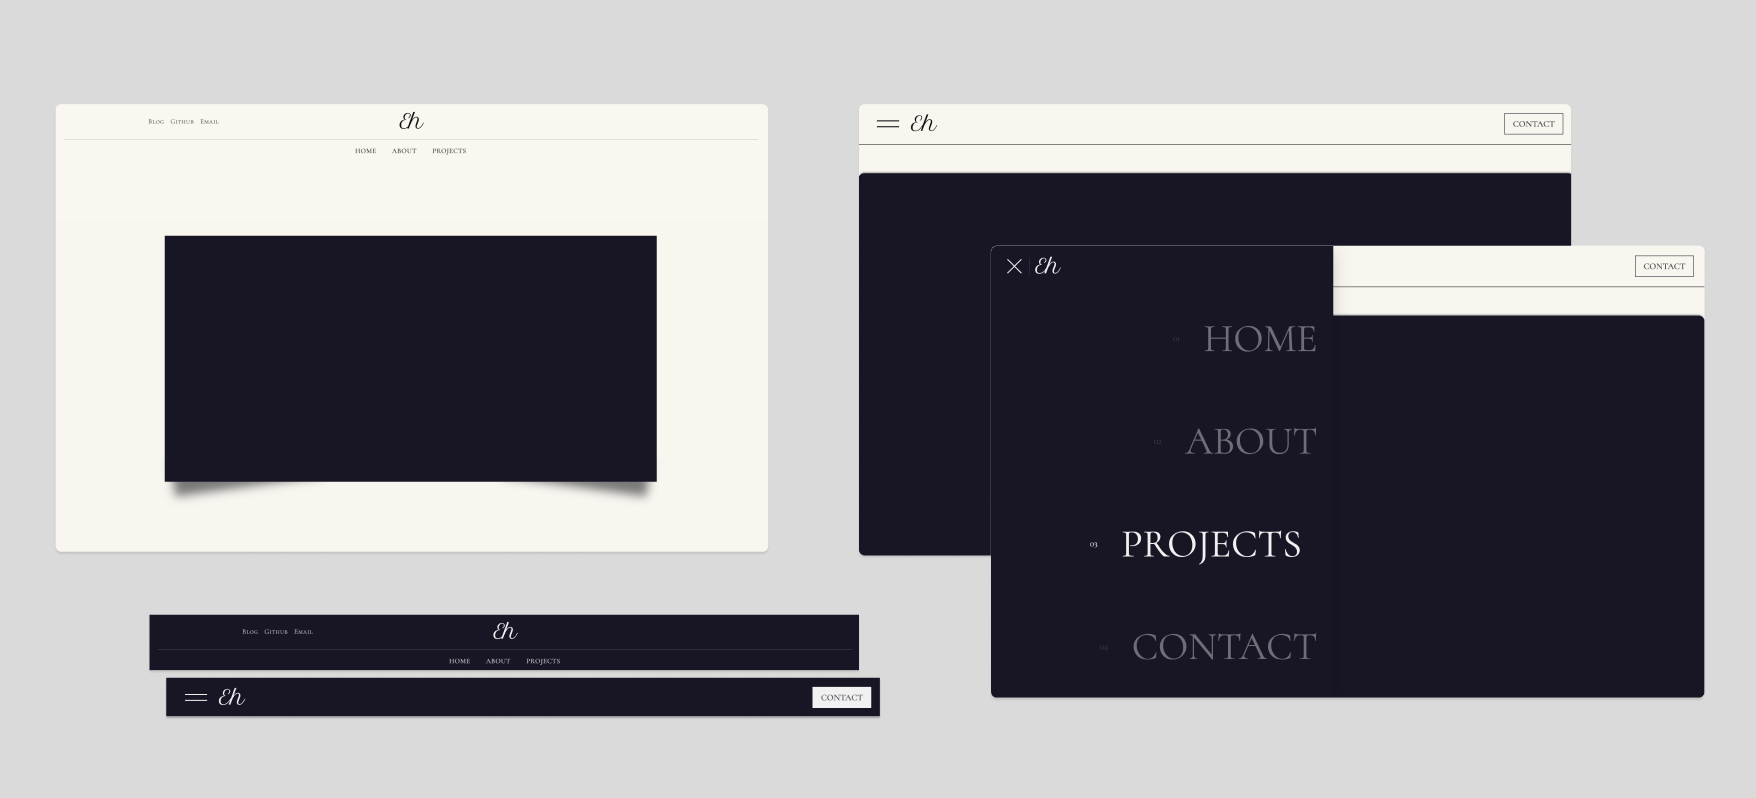 Blog Github Email
Eh
HOME ABOUT PROJECTS
Eh
CONTACT
Eh
CONTACT
01 HOME
02 ABOUT
03 PROJECTS
04 CONTACT
Blog Github Email
Eh
HOME ABOUT PROJECTS
Eh
CONTACT